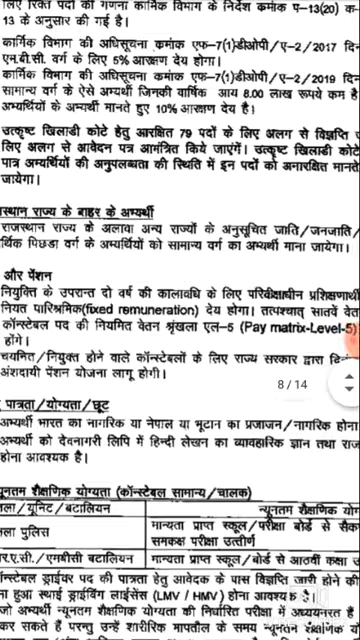 लिए रिक्त पदों की गणना कार्मिक विभाग के निर्देश क्रमांक प-13(20) क-
13 के अनुसार की गई है।
कार्मिक विभाग की अधिसूचना क्रमांक एफ-7(1)डीओपी/ए-2/2017 दिन
एम.बी.सी. वर्ग के लिए 5% आरक्षण देय होगा।
कार्मिक विभाग की अधिसूचना क्रमांक एफ-7(1)डीओपी/ए-2/2019 दिन
सामान्य वर्ग के ऐसे अभ्यर्थी जिनकी वार्षिक आय 8.00 लाख रूपये कम है
अभ्यर्थियों के अभ्यर्थी मानते हुए 10% आरक्षण देय है।
उत्कृष्ट खिलाडी कोटे हेतु आरक्षित 79 पदों के लिए अलग से विज्ञप्ति ए
लिए अलग से आवेदन पत्र आमंत्रित किये जाएंगें। उत्कृष्ट खिलाडी कोटे
पात्र अभ्यर्थियों की अनुपलब्धता की स्थिति में इन पदों को अनारक्षित मानते
जायेगा।
स्थान राज्य के बाहर के अभ्यर्थी
राजस्थान राज्य के अलावा अन्य राज्यों के अनुसूचित जाति/जनजाति/
र्थिक पिछडा वर्ग के अभ्यर्थियों को सामान्य वर्ग का अभ्यर्थी माना जायेगा।
और पेंशन
नियुक्ति के उपरान्त दो वर्ष की कालावधि के लिए परिवीक्षाधीन प्रशिक्षणार्थी
नियत पारिश्रमिक(fixed remuneration) देय होगा। तत्पश्चात सातवें वेत
कॉन्स्टेबल पद की नियमित वेतन श्रृंखला एल-5 (Pay matrix-Level-5)
होंगे।
चयनित/नियुक्त होने वाले कॉन्स्टेबलों के लिए राज्य सरकार द्वारा दिनां
अंशदायी पेंशन योजना लागू होगी।
8/14
पात्रता/योग्यता/छूट
अभ्यर्थी भारत का नागरिक या नेपाल या भूटान का प्रजाजन/नागरिक होना
अभ्यर्थी को देवनागरी लिपि में हिन्दी लेखन का व्यावहारिक ज्ञान तथा राज
होना आवश्यक है।
यूनतम शैक्षणिक योग्यता (कॉन्स्टेबल सामान्य/चालक)
ला/यूनिट/बटालियन न्यूनतम शैक्षणिक योग
ला पुलिस मान्यता प्राप्त स्कूल/परीक्षा बोर्ड से सैक
समकक्ष परीक्षा उत्तीर्ण
र.ए.सी./एमबीसी बटालियन मान्यता प्राप्त स्कूल/बोर्ड से आठवीं कक्षा उ
ॉन्स्टेबल ड्राईवर पद की पात्रता हेतु आवेदक के पास विज्ञप्ति जारी होने की
ना हुआ स्थाई ड्राईविंग लाईसेंस (LMV / HMV) होना आवश्यक है।
जो अभ्यर्थी न्यूनतम शैक्षणिक योग्यता की निर्धारित परीक्षा में अध्ययनरत है
कर सकते हैं परन्तु उन्हें शारीरिक मापतौल के समय न्यूनतम शैक्षणिक